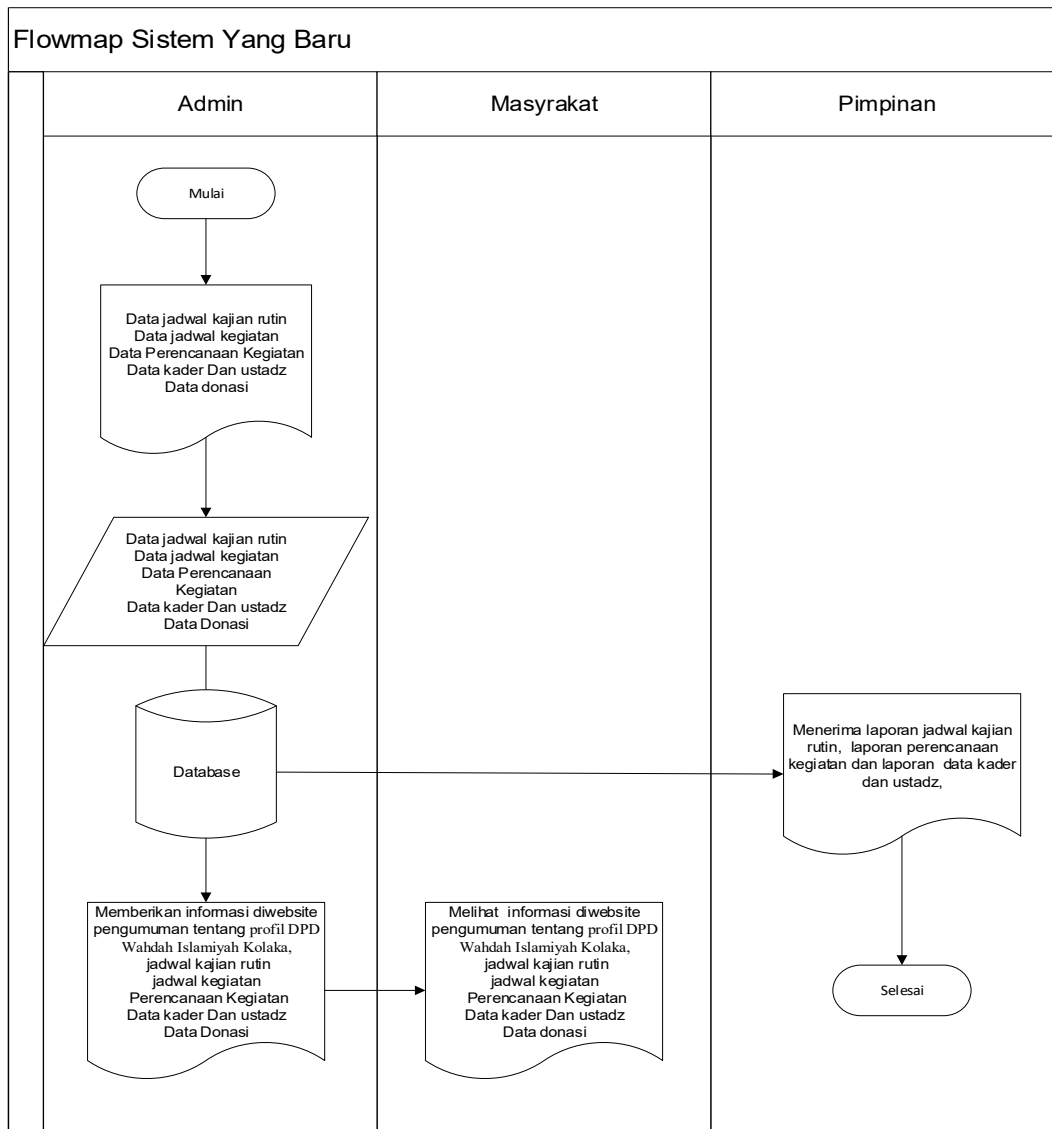 Flowmap Sistem Yang Baru
Admin
Masyrakat
Pimpinan
Mulai
Data jadwal kajian rutin
Data jadwal kegiatan
Data Perencanaan Kegiatan
Data kader Dan ustadz
Data donasi
Data jadwal kajian rutin
Data jadwal kegiatan
Data Perencanaan
Kegiatan
Data kader Dan ustadz
Data Donasi
Database
Menerima laporan jadwal kajian
rutin, laporan perencanaan
kegiatan dan laporan data kader
dan ustadz,
Memberikan informasi diwebsite
pengumuman tentang profil DPD
Wahdah Islamiyah Kolaka,
jadwal kajian rutin
jadwal kegiatan
Perencanaan Kegiatan
Data kader Dan ustadz
Data Donasi
Melihat informasi diwebsite
pengumuman tentang profil DPD
Wahdah Islamiyah Kolaka,
jadwal kajian rutin
jadwal kegiatan
Perencanaan Kegiatan
Data kader Dan ustadz
Data donasi
Selesai